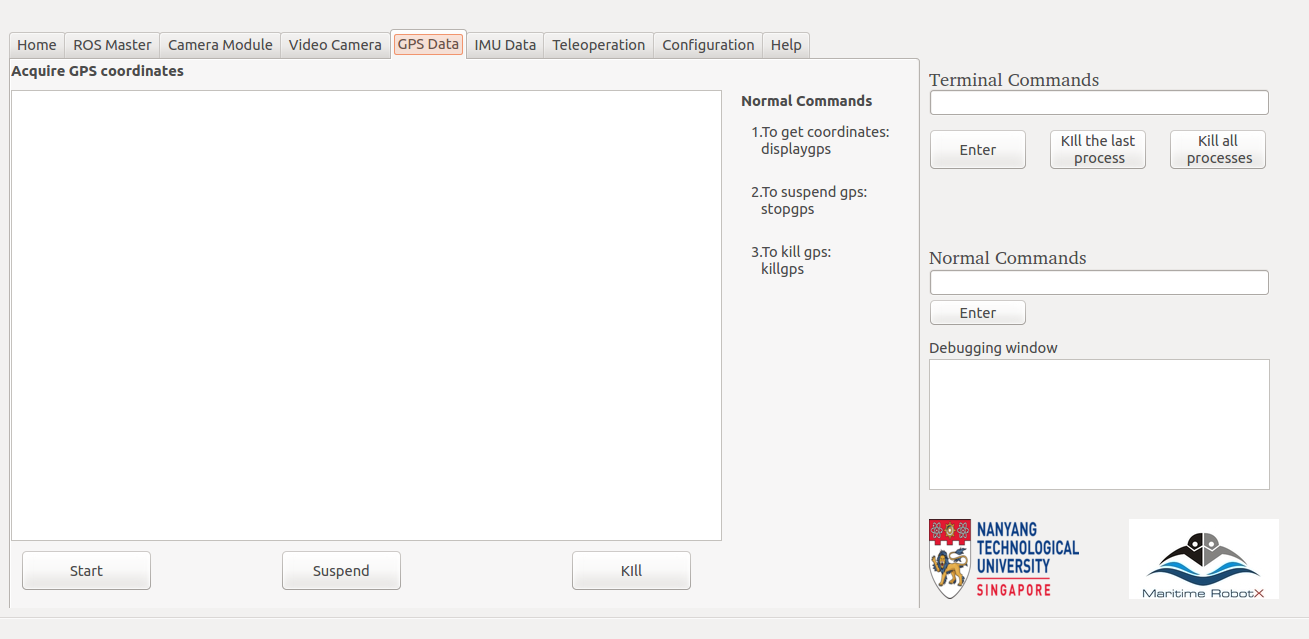 Home ROS Master Camera Module Video Camera GPS Data IMU Data Teleoperation Configuration Help
Acquire GPS coordinates
Normal Commands
1.To get coordinates:
displaygps
2.To suspend gps:
stopgps
3.To kill gps:
killgps
Start Suspend KIll
Terminal Commands
Enter
KIll the last
process
Kill all
processes
Normal Commands
Enter
Debugging window
NANYANG
TECHNOLOGICAL
UNIVERSITY
SINGAPORE
Maritime RobotX